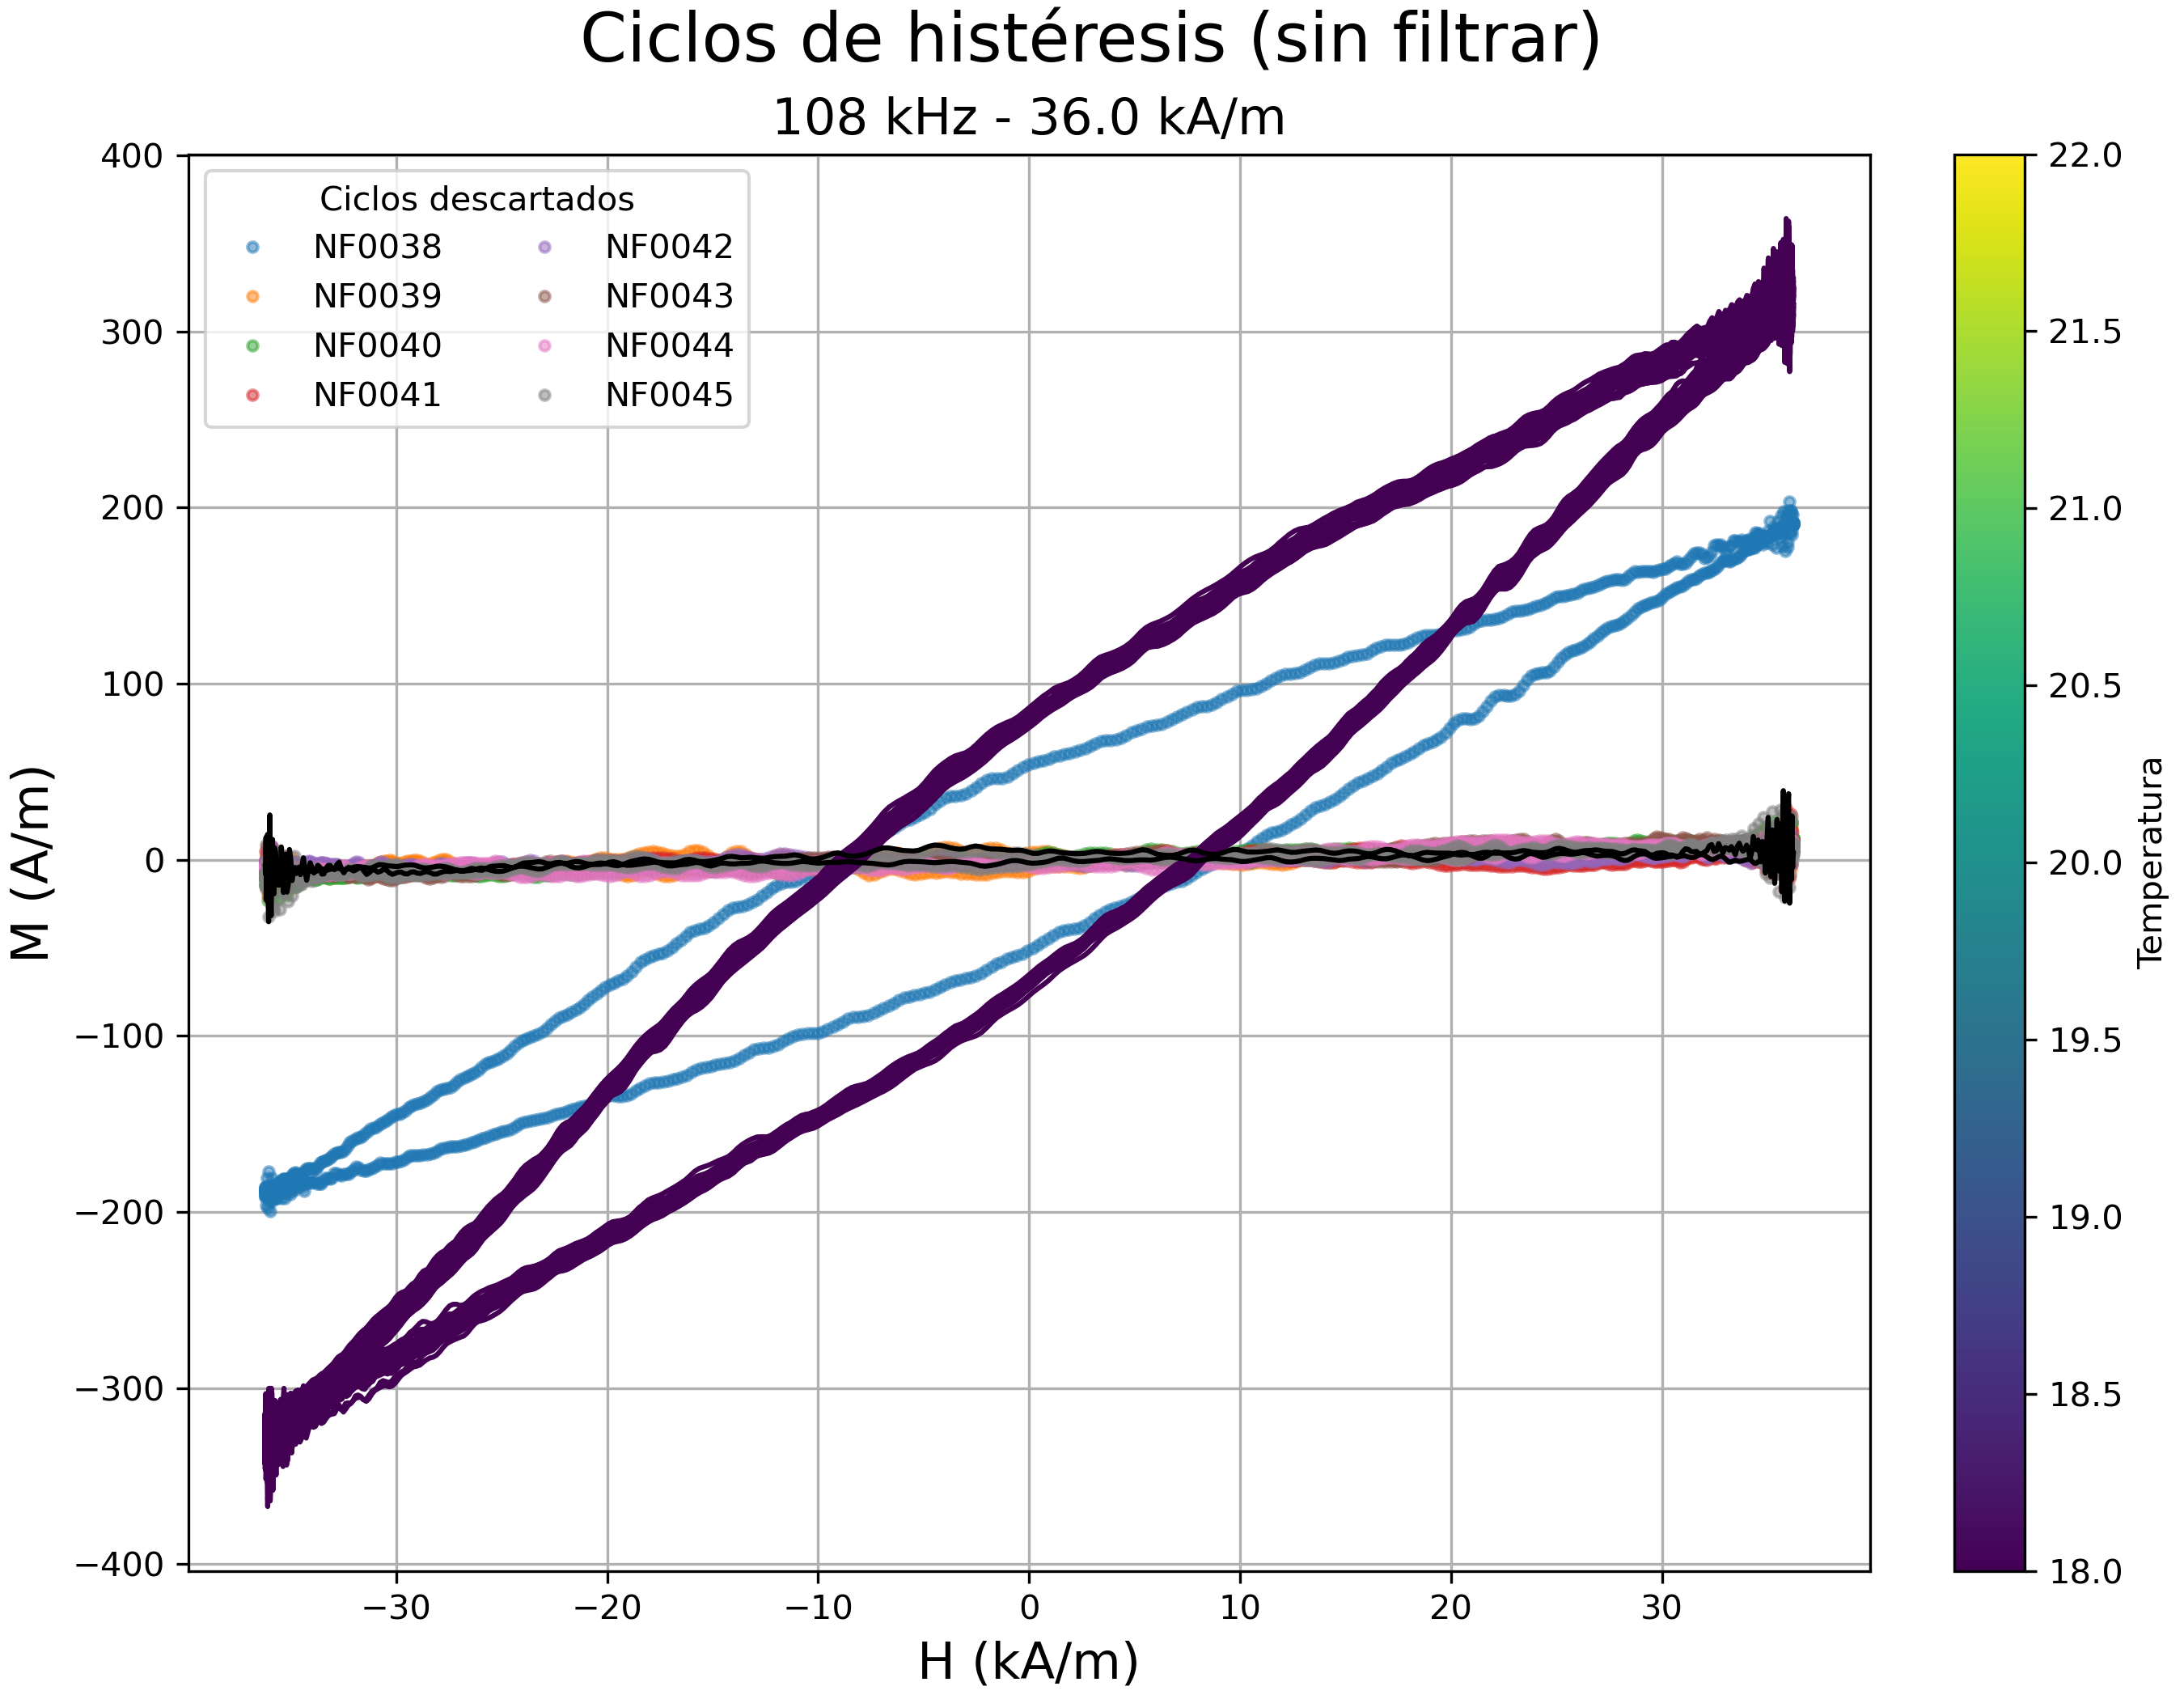 Ciclos de histéresis (sin filtrar)
108 kHz - 36.0 kA/m
Ciclos descartados
NF0038 NF0042
NF0039 NF0043
NF0040 NF0044
NF0041 NF0045
400
300
200
100
0
−100
−200
−300
−400
M (A/m)
−30 −20 −10 0 10 20 30
H (kA/m)
22.0
21.5
21.0
20.5
20.0
19.5
19.0
18.5
18.0
Temperatura